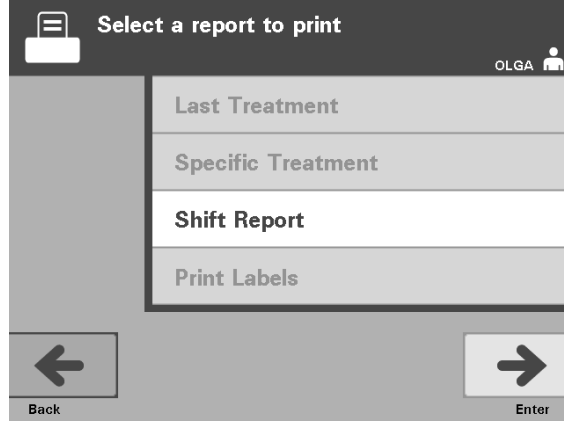 Select a report to print
OLGA
Last Treatment
Specific Treatment
Shift Report
Print Labels
Back
Enter